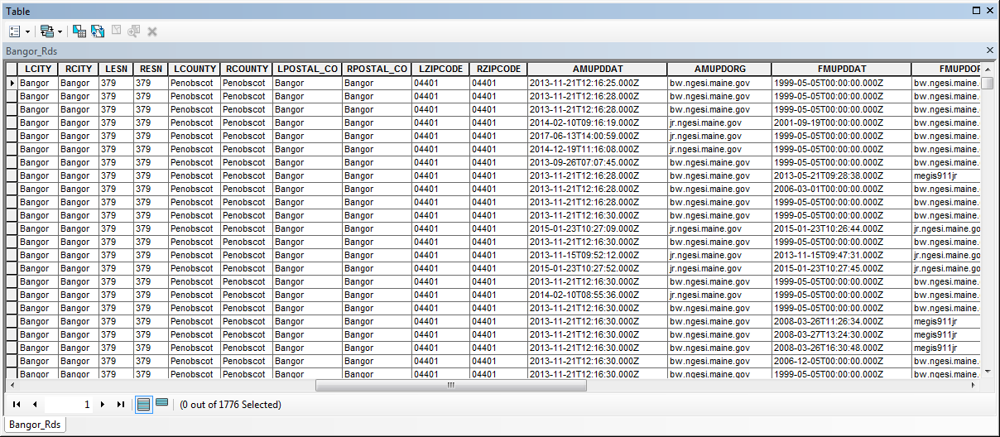 Table
Bangor_Rds
LCITY RCITY LESN RESN LCOUNTY RCOUNTY LPOSTAL_CO RPOSTAL_CO LZIPCODE RZIPCODE AMUPDDAT AMUPDORG FMUPDDAT FMUPDOR
Bangor Bangor 379 379 Penobscot Penobscot Bangor Bangor 04401 04401 2013-11-21T12:16:25.000Z bw.ngesi.maine.gov 1999-05-05T00:00:00.000Z bw.ngesi.maine.
Bangor Bangor 379 379 Penobscot Penobscot Bangor Bangor 04401 04401 2013-11-21T12:16:28.000Z bw.ngesi.maine.gov 1999-05-05T00:00:00.000Z bw.ngesi.maine.
Bangor Bangor 379 379 Penobscot Penobscot Bangor Bangor 04401 04401 2013-11-21T12:16:28.000Z bw.ngesi.maine.gov 1999-05-05T00:00:00.000Z bw.ngesi.maine.
Bangor Bangor 379 379 Penobscot Penobscot Bangor Bangor 04401 04401 2014-02-10T09:16:19.000Z jr.ngesi.maine.gov 2001-09-19T00:00:00.000Z bw.ngesi.maine.
Bangor Bangor 379 379 Penobscot Penobscot Bangor Bangor 04401 04401 2017-06-13T14:00:59.000Z jr.ngesi.maine.gov 1999-05-05T00:00:00.000Z bw.ngesi.maine.
Bangor Bangor 379 379 Penobscot Penobscot Bangor Bangor 04401 04401 2014-12-19T11:16:08.000Z jr.ngesi.maine.gov 1999-05-05T00:00:00.000Z bw.ngesi.maine.
Bangor Bangor 379 379 Penobscot Penobscot Bangor Bangor 04401 04401 2013-09-26T07:07:45.000Z bw.ngesi.maine.gov 1999-05-05T00:00:00.000Z bw.ngesi.maine.
Bangor Bangor 379 379 Penobscot Penobscot Bangor Bangor 04401 04401 2013-11-21T12:16:28.000Z bw.ngesi.maine.gov 2013-05-21T09:28:38.000Z megis911jr
Bangor Bangor 379 379 Penobscot Penobscot Bangor Bangor 04401 04401 2013-11-21T12:16:28.000Z bw.ngesi.maine.gov 2006-03-01T00:00:00.000Z bw.ngesi.maine.
Bangor Bangor 379 379 Penobscot Penobscot Bangor Bangor 04401 04401 2013-11-21T12:16:28.000Z bw.ngesi.maine.gov 1999-05-05T00:00:00.000Z bw.ngesi.maine.
Bangor Bangor 379 379 Penobscot Penobscot Bangor Bangor 04401 04401 2013-11-21T12:16:30.000Z bw.ngesi.maine.gov 1999-05-05T00:00:00.000Z bw.ngesi.maine.
Bangor Bangor 379 379 Penobscot Penobscot Bangor Bangor 04401 04401 2015-01-23T10:27:09.000Z jr.ngesi.maine.gov 2015-01-23T10:26:44.000Z jr.ngesi.maine.go
Bangor Bangor 379 379 Penobscot Penobscot Bangor Bangor 04401 04401 2013-11-21T12:16:30.000Z bw.ngesi.maine.gov 1999-05-05T00:00:00.000Z bw.ngesi.maine.
Bangor Bangor 379 379 Penobscot Penobscot Bangor Bangor 04401 04401 2013-11-15T09:52:12.000Z jr.ngesi.maine.gov 2013-11-15T09:47:31.000Z jr.ngesi.maine.go
Bangor Bangor 379 379 Penobscot Penobscot Bangor Bangor 04401 04401 2015-01-23T10:27:52.000Z jr.ngesi.maine.gov 2015-01-23T10:27:45.000Z jr.ngesi.maine.go
Bangor Bangor 379 379 Penobscot Penobscot Bangor Bangor 04401 04401 2013-11-21T12:16:30.000Z bw.ngesi.maine.gov 1999-05-05T00:00:00.000Z bw.ngesi.maine.
Bangor Bangor 379 379 Penobscot Penobscot Bangor Bangor 04401 04401 2014-02-10T08:55:36.000Z jr.ngesi.maine.gov 1999-05-05T00:00:00.000Z bw.ngesi.maine.
Bangor Bangor 379 379 Penobscot Penobscot Bangor Bangor 04401 04401 2013-11-21T12:16:30.000Z bw.ngesi.maine.gov 1999-05-05T00:00:00.000Z bw.ngesi.maine.
Bangor Bangor 379 379 Penobscot Penobscot Bangor Bangor 04401 04401 2013-11-21T12:16:30.000Z bw.ngesi.maine.gov 2008-03-26T11:26:34.000Z megis911jr
Bangor Bangor 379 379 Penobscot Penobscot Bangor Bangor 04401 04401 2013-11-21T12:16:30.000Z bw.ngesi.maine.gov 2008-03-27T13:24:30.000Z megis911jr
Bangor Bangor 379 379 Penobscot Penobscot Bangor Bangor 04401 04401 2013-11-21T12:16:30.000Z bw.ngesi.maine.gov 2008-03-26T16:30:48.000Z megis911jr
Bangor Bangor 379 379 Penobscot Penobscot Bangor Bangor 04401 04401 2013-11-21T12:16:30.000Z bw.ngesi.maine.gov 2006-12-05T00:00:00.000Z bw.ngesi.maine.
Bangor Bangor 379 379 Penobscot Penobscot Bangor Bangor 04401 04401 2013-11-21T12:16:30.000Z bw.ngesi.maine.gov 1999-05-05T00:00:00.000Z bw.ngesi.maine.
1 (0 out of 1776 Selected)
Bangor_Rds